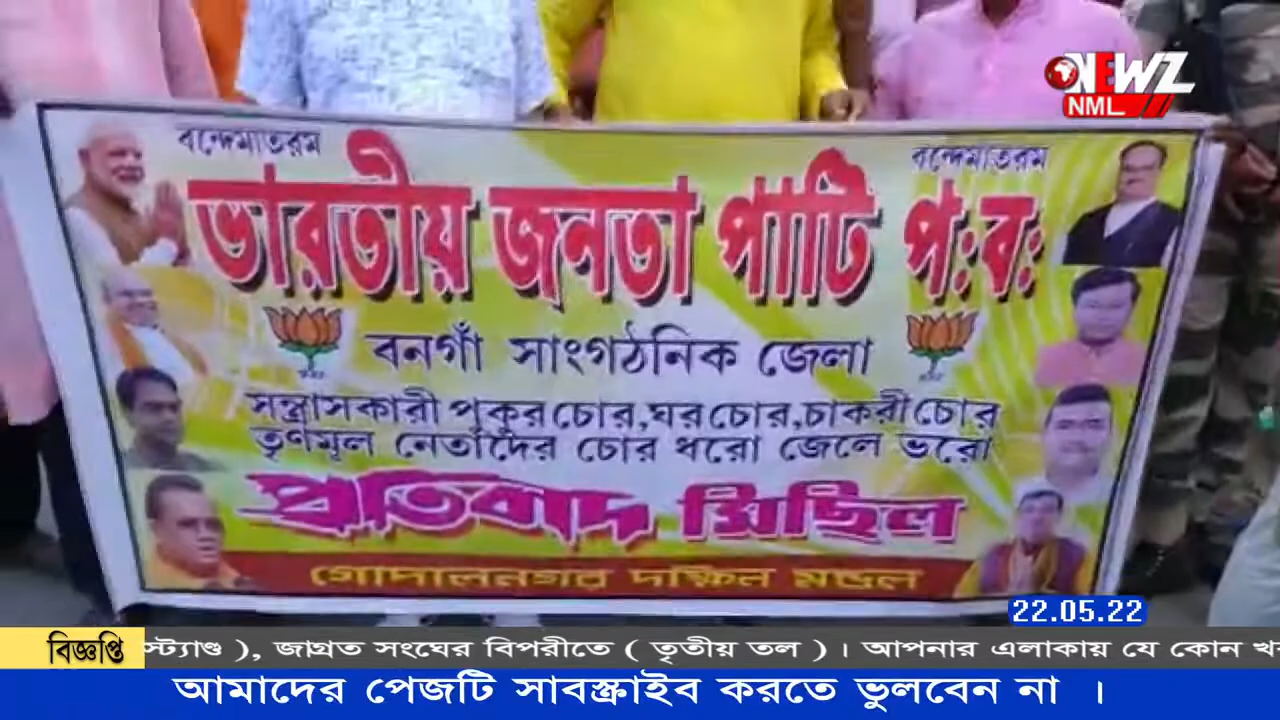 NEWZ
NML
বন্দেমাতরম
বন্দেমাতরম
ভারতীয় জনতা পার্টি প:ব:
বনগাঁ সাংগঠনিক জেলা
সন্ত্রাসকারী পুকুর চোর,ঘর চোর,চাকরী চোর
তৃণমূল নেতাদের চোর ধরো জেলে ভরো
প্রতিবাদ মিছিল
গোপালনগর দক্ষিন মন্ডল
22.05.22
বিজ্ঞপ্তি স্ট্যাণ্ড ), জাগ্রত সংঘের বিপরীতে ( তৃতীয় তল ) । আপনার এলাকায় যে কোন
আমাদের পেজটি সাবস্ক্রাইব করতে ভুলবেন না ।